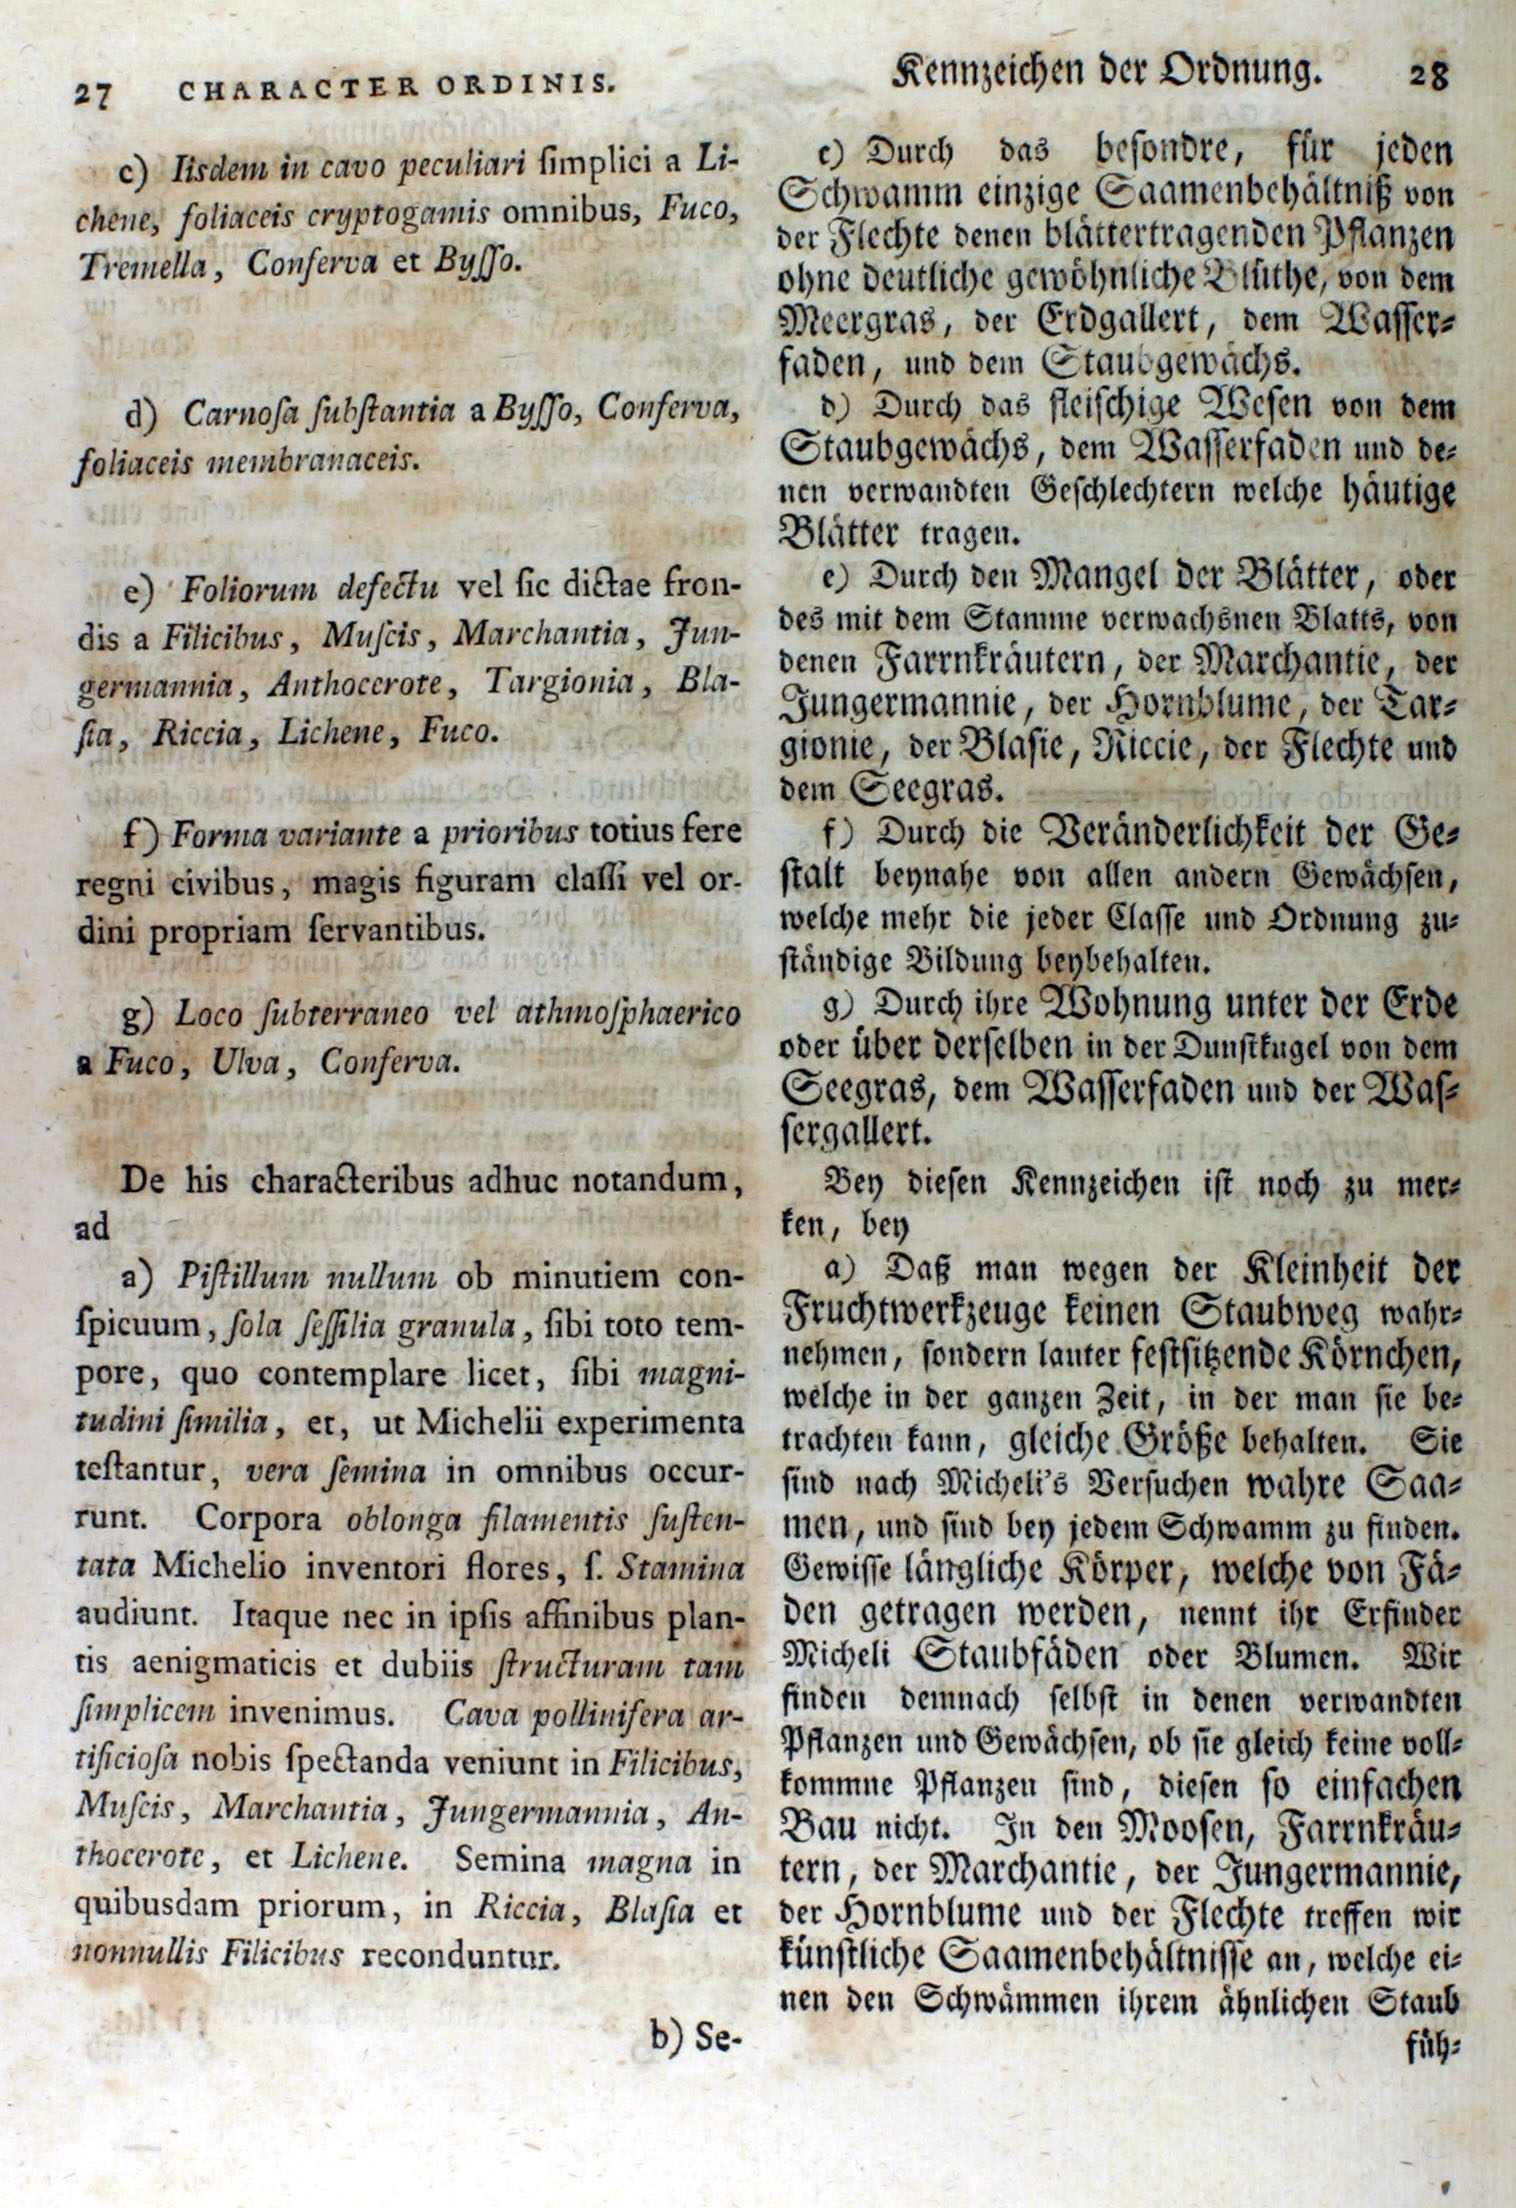 27 CHARACTER ORDINIS.
c) Iisdem in cavo peculiari ſimplici a Li-
chene, foliaceis cryptogamis omnibus, Fuco,
Tremella, Conferva et Byſſo.
d) Carnoſa ſubſtantia a Byſſo, Conferva,
foliaceis membranaceis.
e) Foliorum defectu vel ſic dictae fron-
dis a Filicibus, Muſcis, Marchantia, Jun-
germannia, Anthocerote, Targionia, Bla-
ſia, Riccia, Lichene, Fuco.
f) Forma variante a prioribus totius fere
regni civibus, magis figuram claſſi vel or-
dini propriam ſervantibus.
g) Loco ſubterraneo vel athmoſphaerico
a Fuco, Ulva, Conferva.
De his characteribus adhuc notandum,
ad
a) Piſtillum nullum ob minutiem con-
ſpicuum, ſola ſeſſilia granula, ſibi toto tem-
pore, quo contemplare licet, ſibi magni-
tudini ſimilia, et, ut Michelii experimenta
teſtantur, vera ſemina in omnibus occur-
runt. Corpora oblonga filamentis ſuſten-
tata Michelio inventori flores, ſ. Stamina
audiunt. Itaque nec in ipſis affinibus plan-
tis aenigmaticis et dubiis ſtructuram tam
ſimplicem invenimus. Cava pollinifera ar-
tificioſa nobis ſpectanda veniunt in Filicibus,
Muſcis, Marchantia, Jungermannia, An-
thocerote, et Lichene. Semina magna in
quibusdam priorum, in Riccia, Blaſia et
nonnullis Filicibus reconduntur.
b) Se-
Kennzeichen der Ordnung. 28
c) Durch das beſondre, für jeden
Schwamm einzige Saamenbehältniß von
der Flechte denen blättertragenden Pflanzen
ohne deutliche gewöhnliche Blüthe, von dem
Meergras, der Erdgallert, dem Waſſer-
faden, und dem Staubgewächs.
d) Durch das fleiſchige Weſen von dem
Staubgewächs, dem Waſſerfaden und de-
nen verwandten Geſchlechtern welche häutige
Blätter tragen.
e) Durch den Mangel der Blätter, oder
des mit dem Stamme verwachsnen Blatts, von
denen Farrnkräutern, der Marchantie, der
Jungermannie, der Hornblume, der Tar-
gionie, der Blaſie, Riccie, der Flechte und
dem Seegras.
f) Durch die Veränderlichkeit der Ge-
ſtalt beynahe von allen andern Gewächſen,
welche mehr die jeder Claſſe und Ordnung zu-
ſtändige Bildung beybehalten.
g) Durch ihre Wohnung unter der Erde
oder über derſelben in der Dunſtkugel von dem
Seegras, dem Waſſerfaden und der Waſ-
ſergallert.
Bey dieſen Kennzeichen iſt noch zu mer-
ken, bey
a) Daß man wegen der Kleinheit der
Fruchtwerkzeuge keinen Staubweg wahr-
nehmen, ſondern lauter feſtſitzende Körnchen,
welche in der ganzen Zeit, in der man ſie be-
trachten kann, gleiche Größe behalten. Sie
ſind nach Micheli's Verſuchen wahre Saa-
men, und ſind bey jedem Schwamm zu finden.
Gewiſſe längliche Körper, welche von Fä-
den getragen werden, nennt ihr Erfinder
Micheli Staubfäden oder Blumen. Wir
finden demnach ſelbſt in denen verwandten
Pflanzen und Gewächſen, ob ſie gleich keine voll-
kommne Pflanzen ſind, dieſen ſo einfachen
Bau nicht. In den Mooſen, Farrnkräu-
tern, der Marchantie, der Jungermannie,
der Hornblume und der Flechte treffen wir
künſtliche Saamenbehältniſſe an, welche ei-
nen den Schwämmen ihrem ähnlichen Staub
füh-